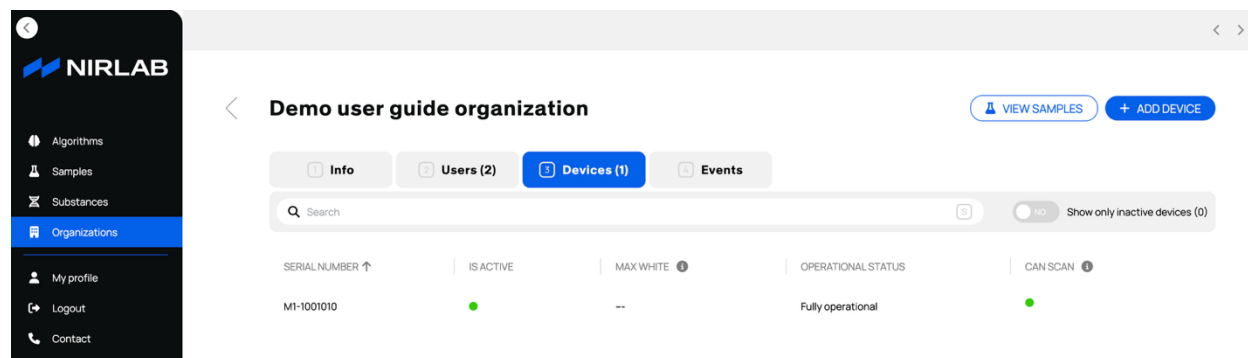 NIRLAB
Algorithms
Samples
Substances
Organizations
My profile
Logout
Contact
Demo user guide organization
VIEW SAMPLES
+ ADD DEVICE
1 Info
2 Users (2)
3 Devices (1)
4 Events
Search
S
NO
Show only inactive devices (0)
SERIAL NUMBER ↑ IS ACTIVE MAX WHITE i OPERATIONAL STATUS CAN SCAN i
M1-1001010 -- Fully operational